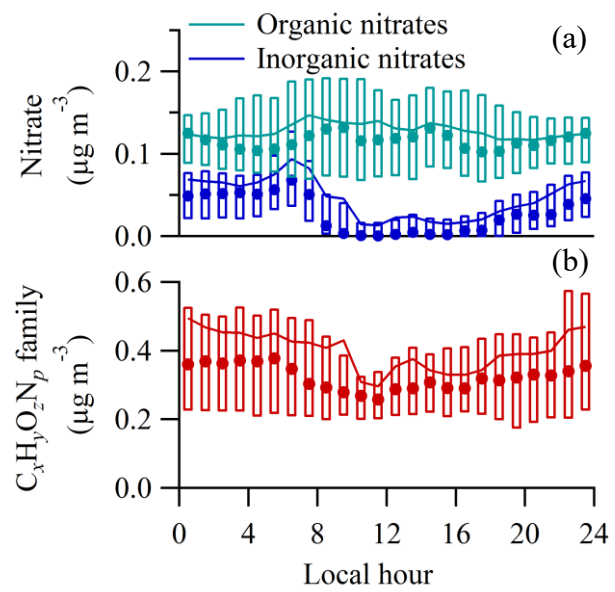 Organic nitrates
(a)
Inorganic nitrates
Nitrate
(µg m⁻³)
0.2
0.1
0.0
(b)
CₓHᵧO𝓏Nₚ family
(µg m⁻³)
0.6
0.4
0.2
0.0
0 4 8 12 16 20 24
Local hour